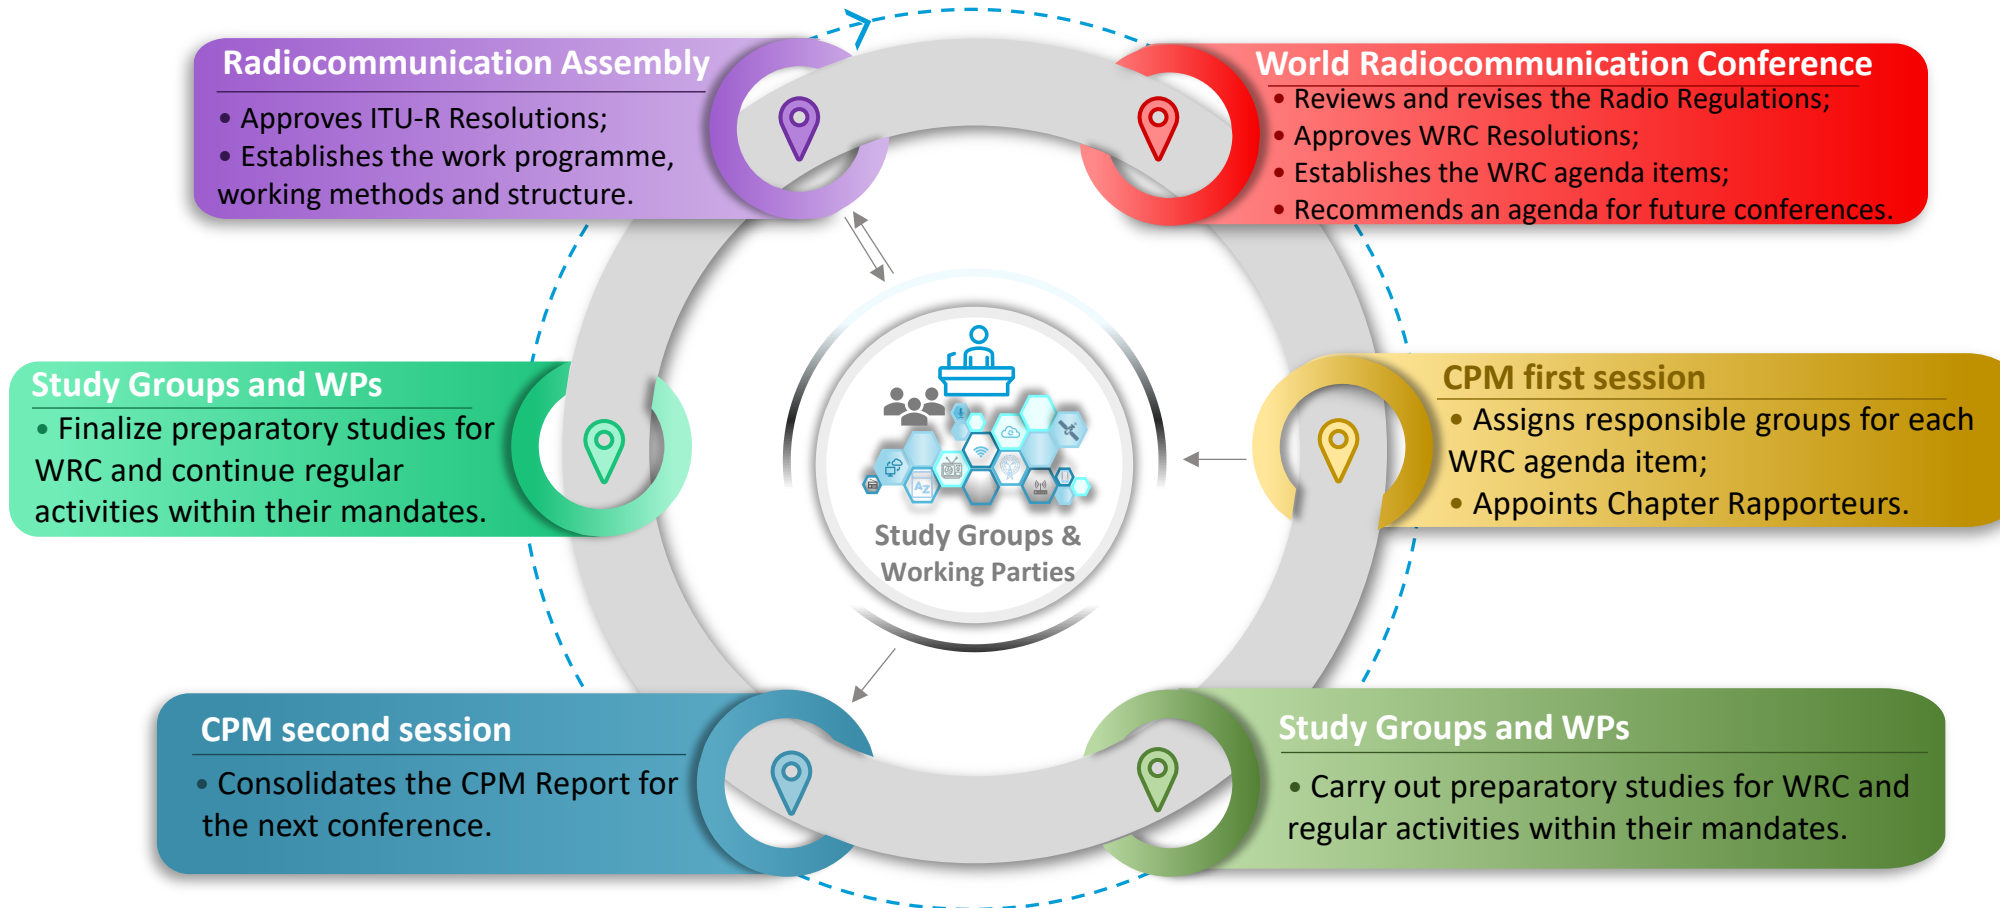 Radiocommunication Assembly
• Approves ITU-R Resolutions;
• Establishes the work programme,
working methods and structure.
World Radiocommunication Conference
• Reviews and revises the Radio Regulations;
• Approves WRC Resolutions;
• Establishes the WRC agenda items;
• Recommends an agenda for future conferences.
Study Groups and WPs
• Finalize preparatory studies for
WRC and continue regular
activities within their mandates.
AZ
Study Groups &
Working Parties
CPM first session
• Assigns responsible groups for each
WRC agenda item;
• Appoints Chapter Rapporteurs.
CPM second session
• Consolidates the CPM Report for
the next conference.
Study Groups and WPs
• Carry out preparatory studies for WRC and
regular activities within their mandates.